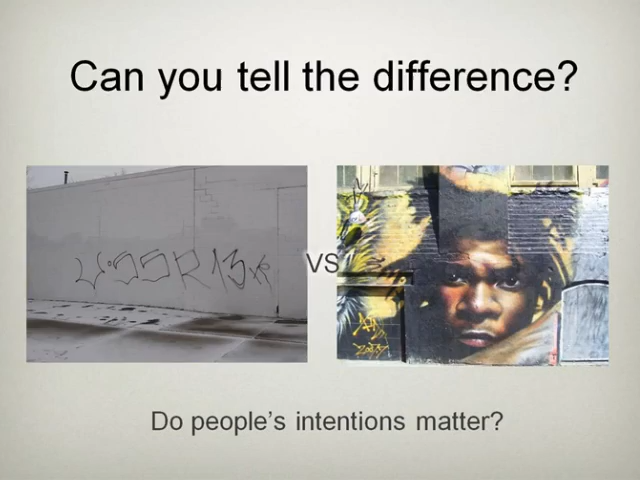 Can you tell the difference?
VS
Do people's intentions matter?